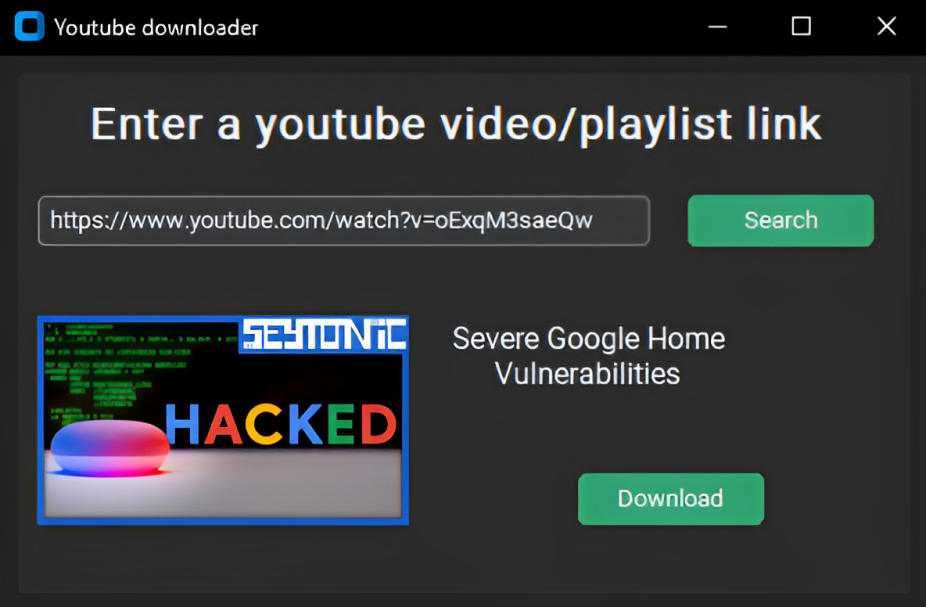 Youtube downloader
Enter a youtube video/playlist link
https://www.youtube.com/watch?v=oExqM3saeQw
Search
SEYTONIC
HACKED
Severe Google Home
Vulnerabilities
Download